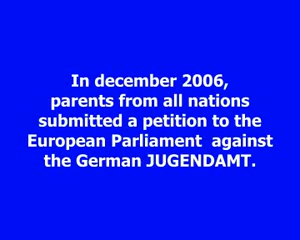 In december 2006,
parents from all nations
submitted a petition to the
European Parliament  against
the German JUGENDAMT.